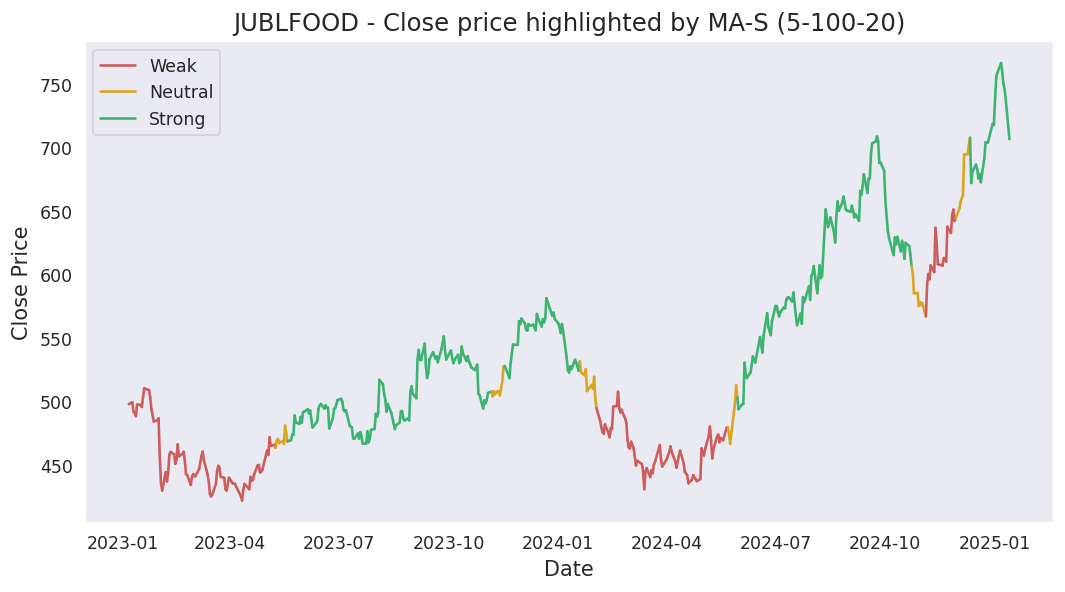 JUBLFOOD - Close price highlighted by MA-S (5-100-20)
Weak
Neutral
Strong
750
700
650
600
550
500
450
Close Price
2023-01 2023-04 2023-07 2023-10 2024-01 2024-04 2024-07 2024-10 2025-01
Date